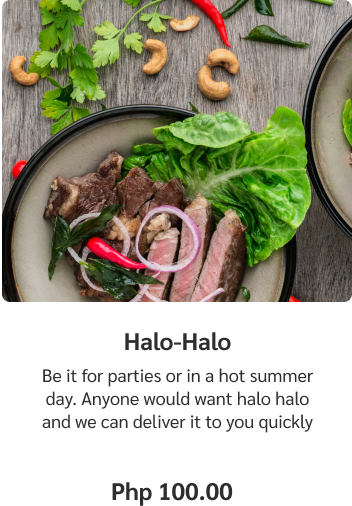 Halo-Halo
Be it for parties or in a hot summer
day. Anyone would want halo halo
and we can deliver it to you quickly
Php 100.00